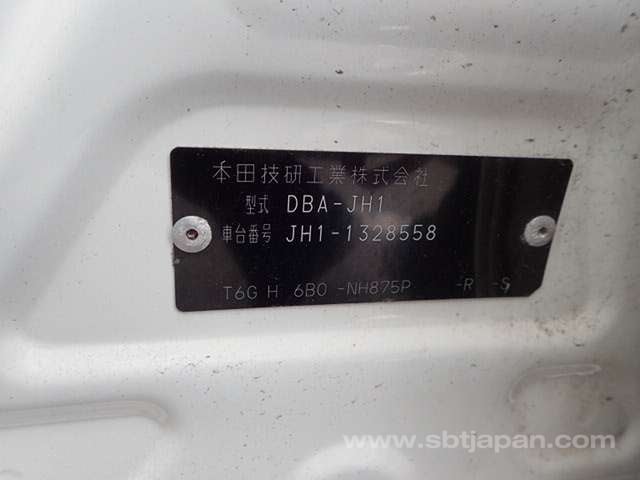 本田技研工業株式会社
型式 DBA-JH1
車台番号 JH1-1328558
T6G H 6B0 -NH875P -R -S
www.sbtjapan.com